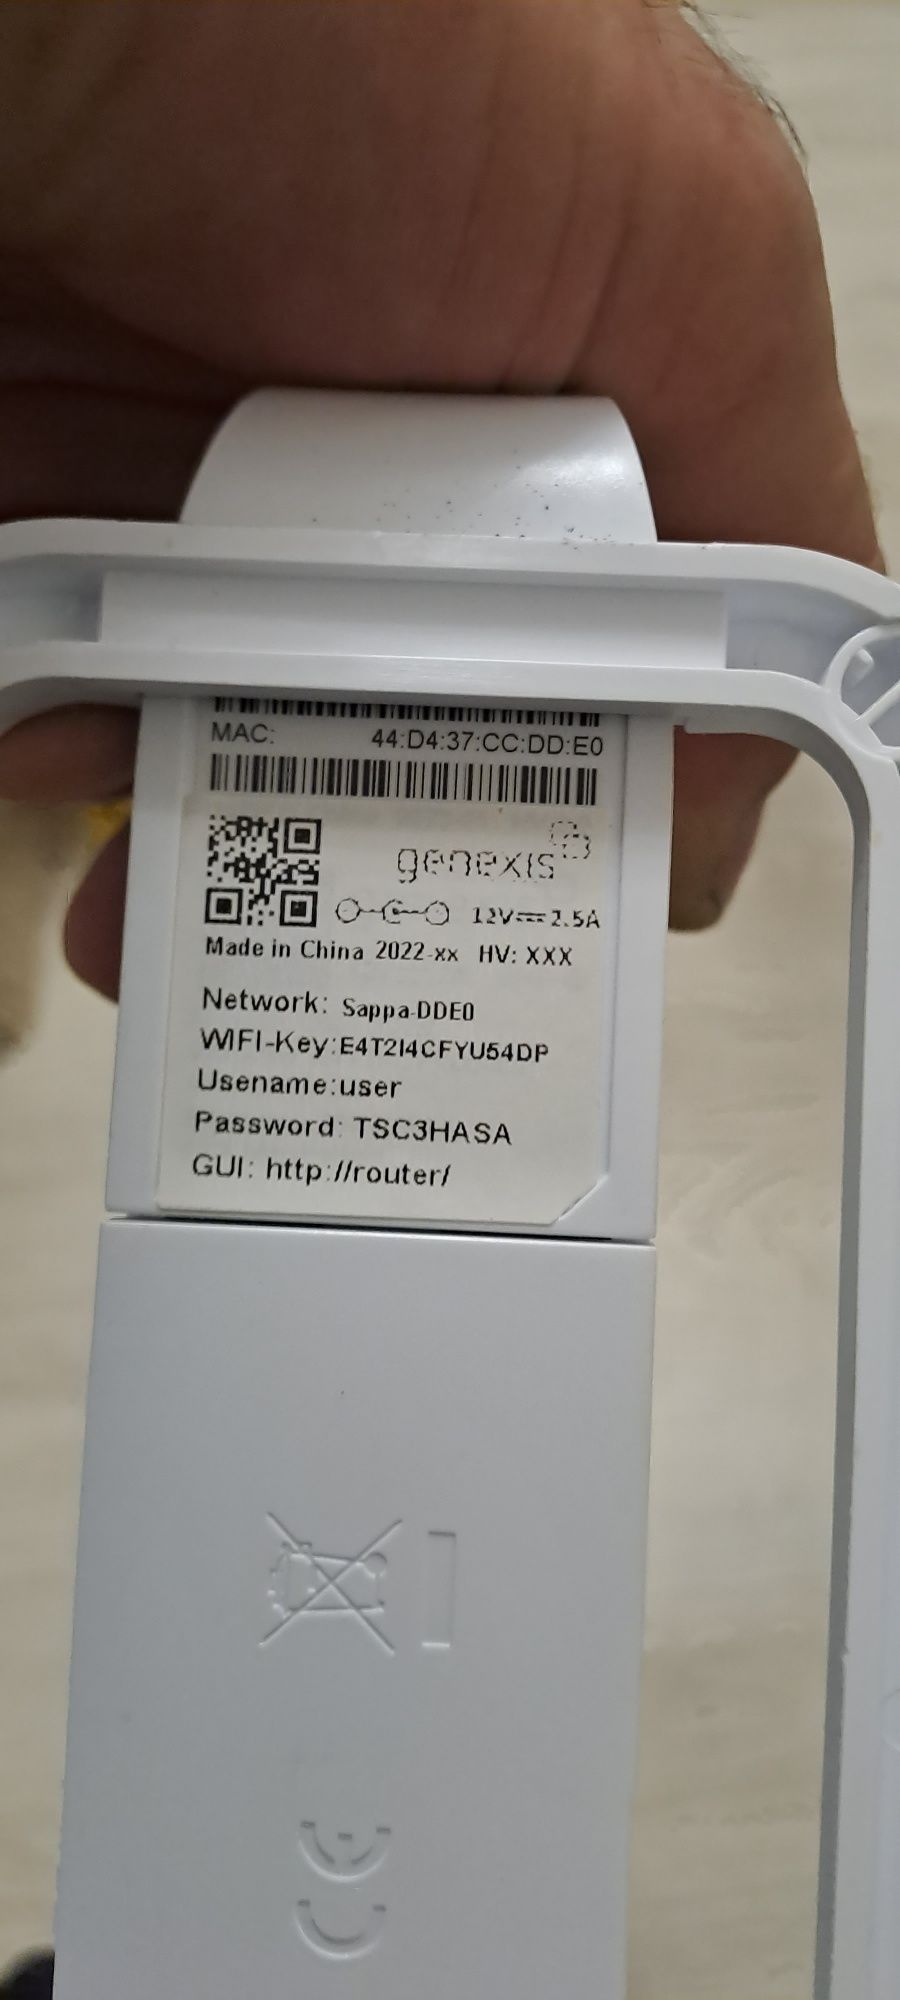 MAC: 44:D4:37:CC:DD:E0
genexis
12V⎓2.5A
Made in China 2022-xx HV: XXX
Network: Sappa-DDE0
WIFI-Key:E4T2I4CFYU54DP
Usename:user
Password: TSC3HASA
GUI: http://router/